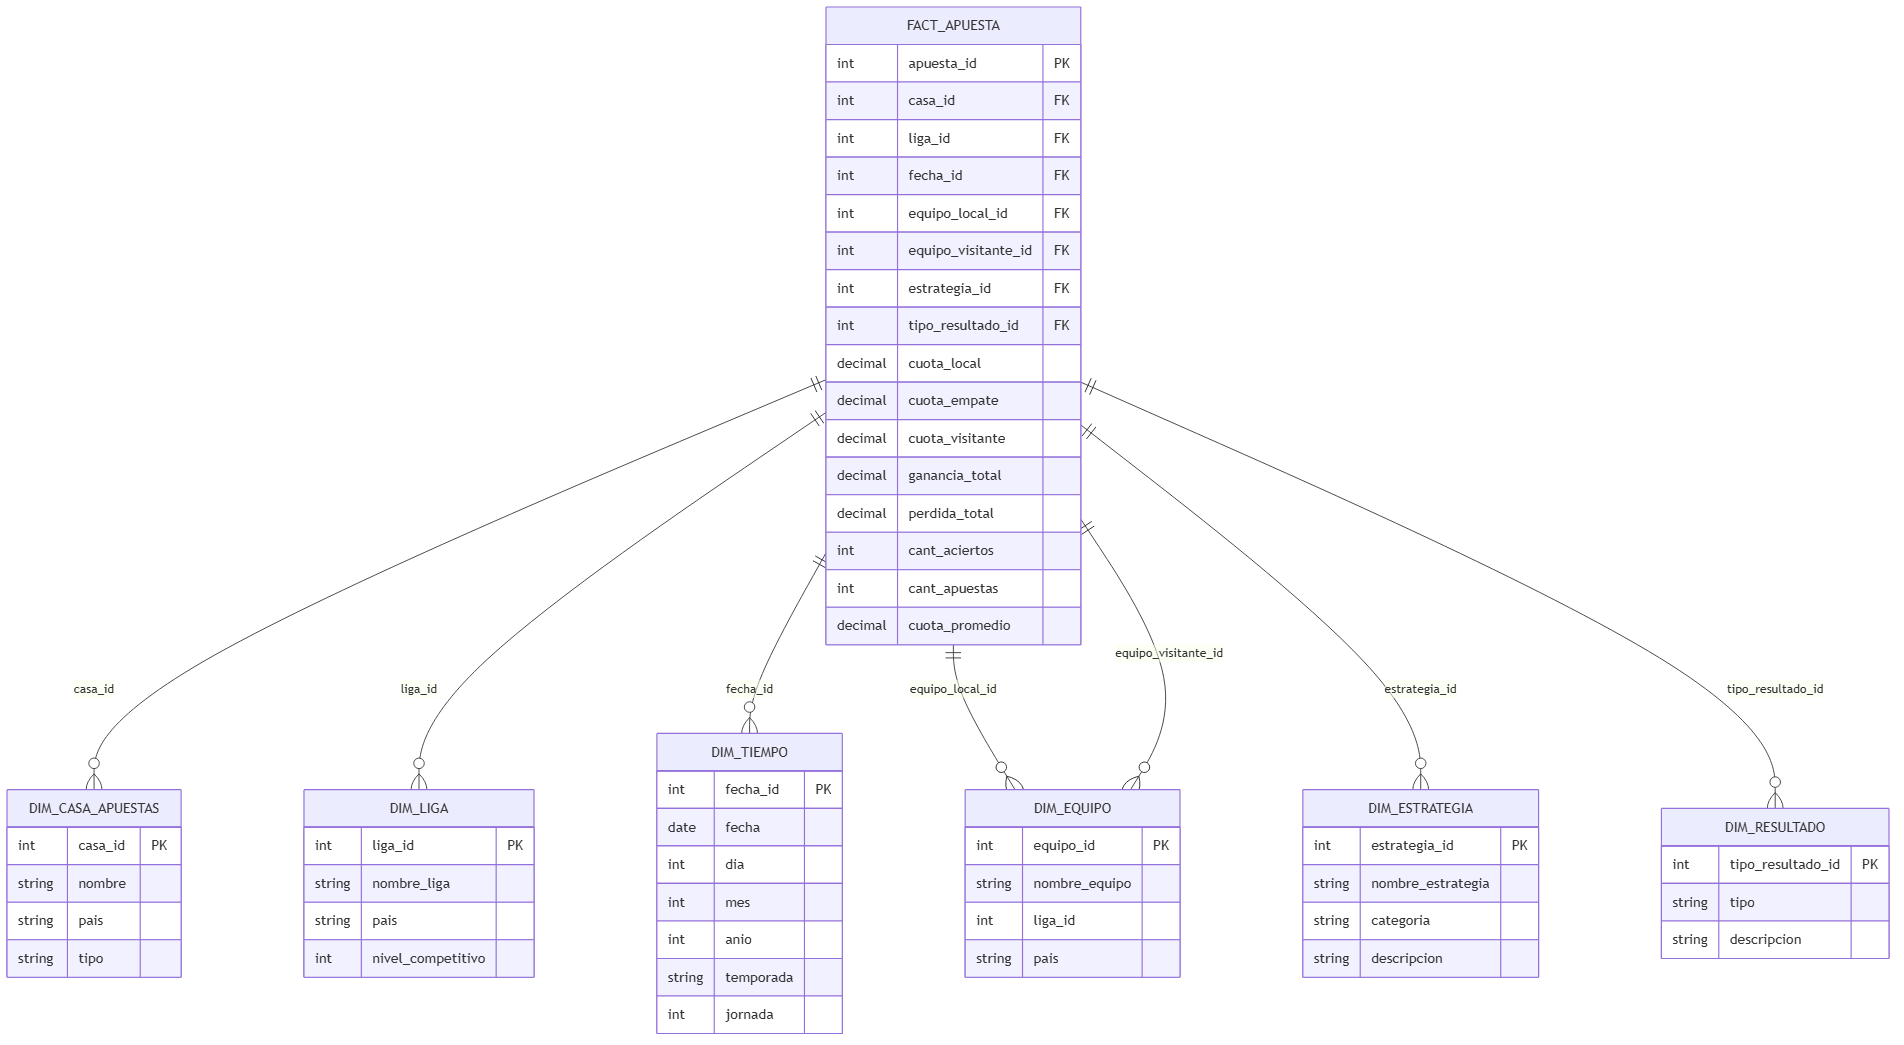 FACT_APUESTA
int apuesta_id PK
int casa_id FK
int liga_id FK
int fecha_id FK
int equipo_local_id FK
int equipo_visitante_id FK
int estrategia_id FK
int tipo_resultado_id FK
decimal cuota_local
decimal cuota_empate
decimal cuota_visitante
decimal ganancia_total
decimal perdida_total
int cant_aciertos
int cant_apuestas
decimal cuota_promedio
casa_id
liga_id
fecha_id
equipo_local_id
equipo_visitante_id
estrategia_id
tipo_resultado_id
DIM_CASA_APUESTAS
int casa_id PK
string nombre
string pais
string tipo
DIM_LIGA
int liga_id PK
string nombre_liga
string pais
int nivel_competitivo
DIM_TIEMPO
int fecha_id PK
date fecha
int dia
int mes
int anio
string temporada
int jornada
DIM_EQUIPO
int equipo_id PK
string nombre_equipo
int liga_id
string pais
DIM_ESTRATEGIA
int estrategia_id PK
string nombre_estrategia
string categoria
string descripcion
DIM_RESULTADO
int tipo_resultado_id PK
string tipo
string descripcion